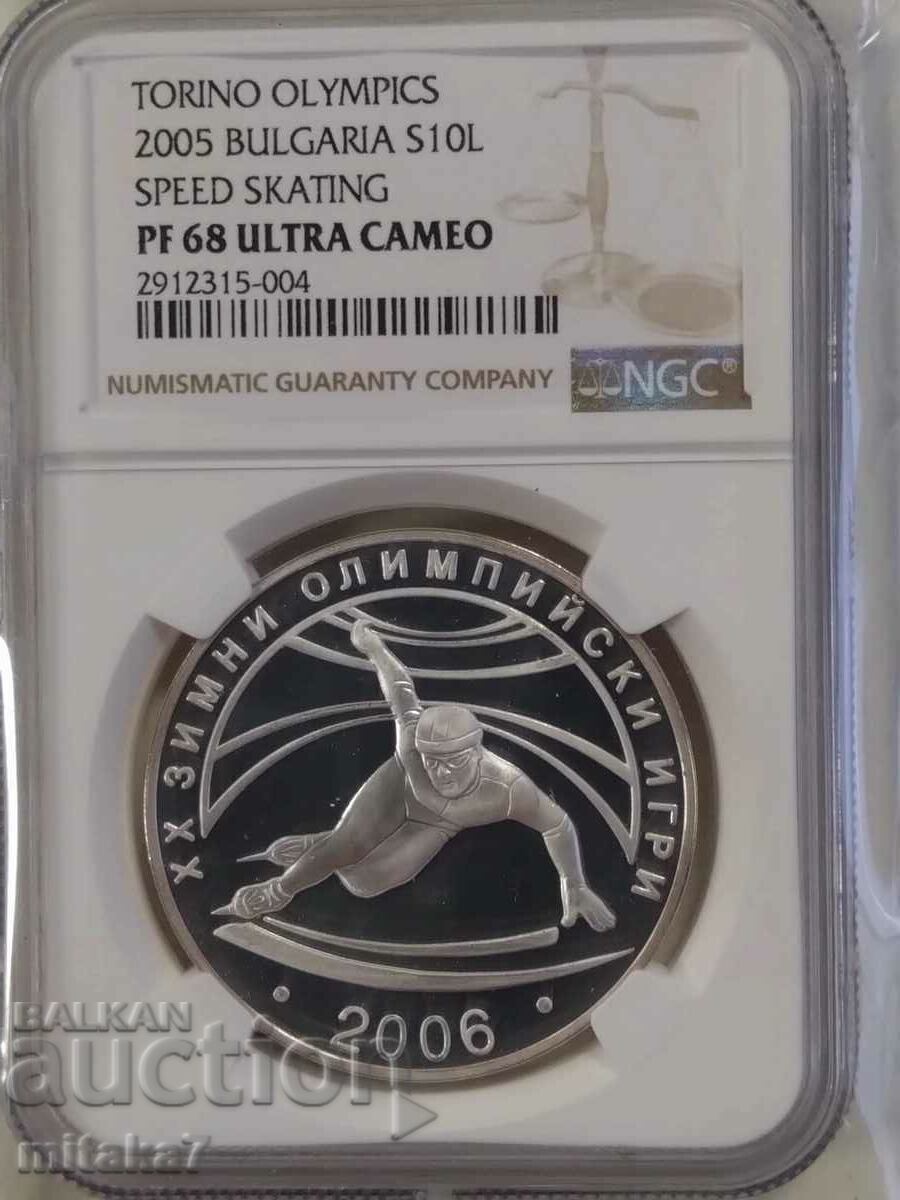 TORINO OLYMPICS
2005 BULGARIA S10L
SPEED SKATING
PF 68 ULTRA CAMEO
2912315-004
NUMISMATIC GUARANTY COMPANY
NGC®
XX ЗИМНИ ОЛИМПИЙСКИ ИГРИ
• 2006 •
BALKAN
auction
mitaka7